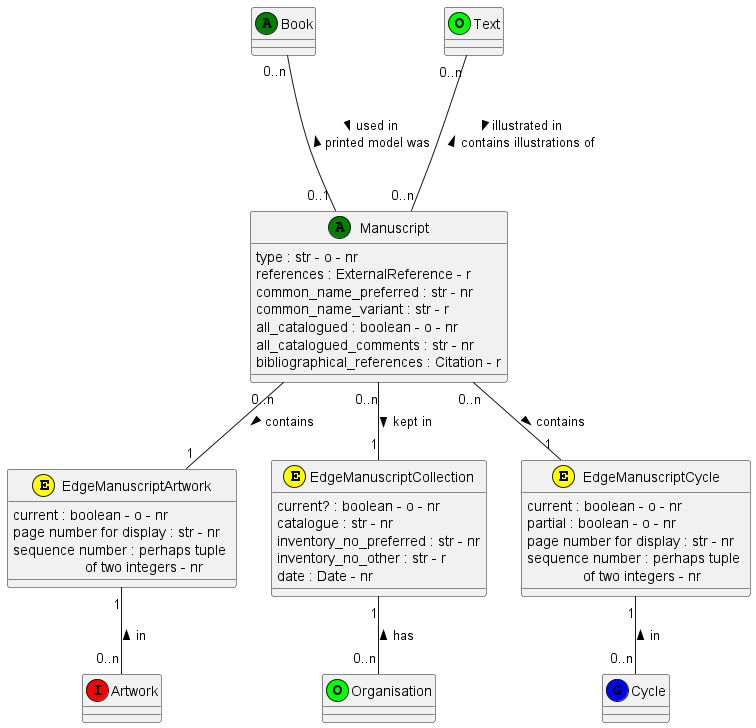 A Book
O Text
0..n
0..n
used in
printed model was
illustrated in
contains illustrations of
0..1
0..n
A Manuscript
type : str - o - nr
references : ExternalReference - r
common_name_preferred : str - nr
common_name_variant : str - r
all_catalogued : boolean - o - nr
all_catalogued_comments : str - nr
bibliographical_references : Citation - r
0..n
0..n
0..n
contains
kept in
contains
1
1
1
E EdgeManuscriptArtwork
current : boolean - o - nr
page number for display : str - nr
sequence number : perhaps tuple
of two integers - nr
E EdgeManuscriptCollection
current? : boolean - o - nr
catalogue : str - nr
inventory_no_preferred : str - nr
inventory_no_other : str - r
date : Date - nr
E EdgeManuscriptCycle
current : boolean - o - nr
partial : boolean - o - nr
page number for display : str - nr
sequence number : perhaps tuple
of two integers - nr
1
1
1
in
has
in
0..n
0..n
0..n
I Artwork
O Organisation
G Cycle